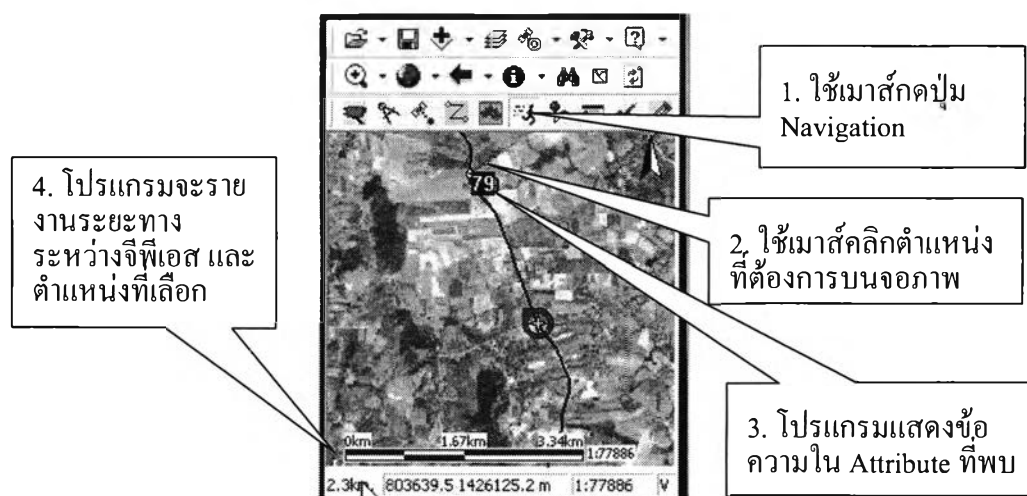 1. ใช้เมาส์กดปุ่ม
Navigation
4. โปรแกรมจะราย
งานระยะทาง
ระหว่างจีพีเอส และ
ตำแหน่งที่เลือก
79
2. ใช้เมาส์คลิกตำแหน่ง
ที่ต้องการบนจอภาพ
3. โปรแกรมแสดงข้อ
ความใน Attribute ที่พบ
0km 1.67km 3.34km
1:77886
2.3km 803639.5 1426125.2 m 1:77886 V